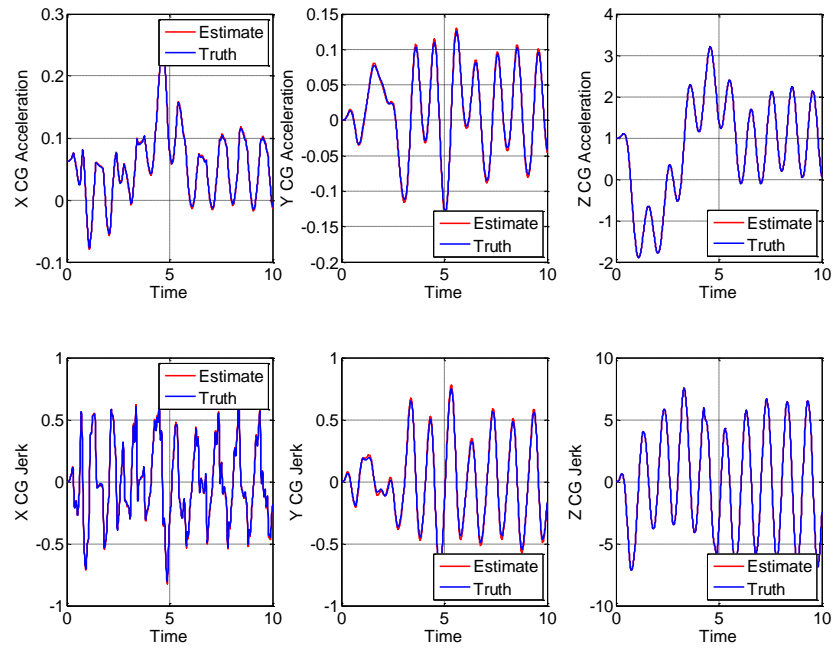 0.3
0.2
0.1
0
-0.1
X CG Acceleration
0
5
10
Time
Estimate
Truth
0.15
0.1
0.05
0
-0.05
-0.1
-0.15
-0.2
Y CG Acceleration
0
5
10
Time
Estimate
Truth
4
3
2
1
0
-1
-2
Z CG Acceleration
0
5
10
Time
Estimate
Truth
1
0.5
0
-0.5
-1
X CG Jerk
0
5
10
Time
Estimate
Truth
1
0.5
0
-0.5
-1
Y CG Jerk
0
5
10
Time
Estimate
Truth
10
5
0
-5
-10
Z CG Jerk
0
5
10
Time
Estimate
Truth